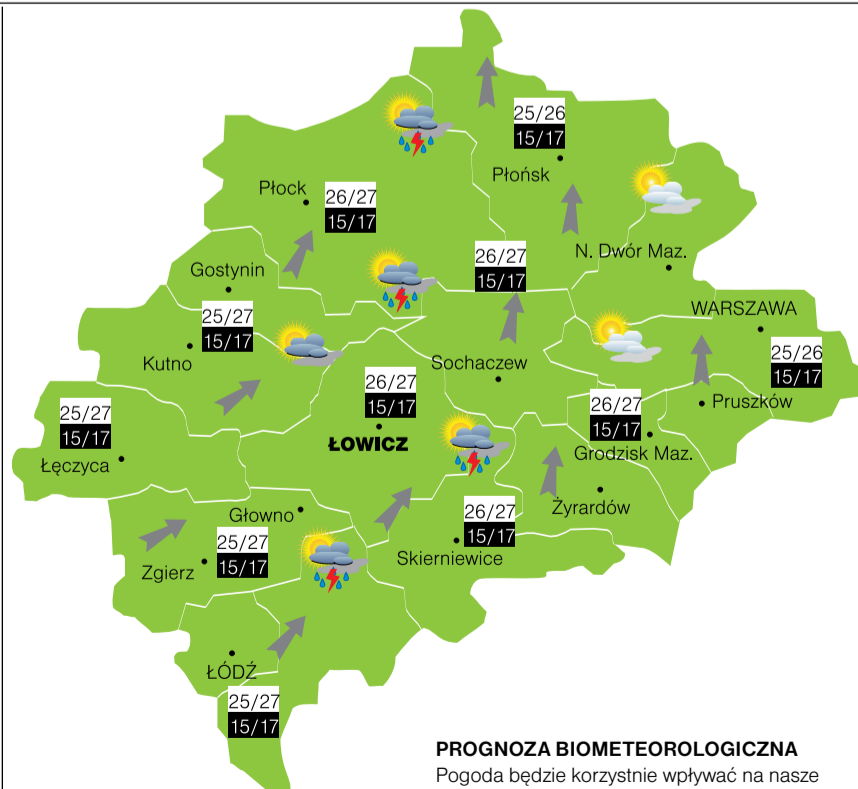 25/26
15/17
Płońsk
Płock
26/27
15/17
N. Dwór Maz.
26/27
15/17
Gostynin
25/27
15/17
Kutno
WARSZAWA
25/26
15/17
Sochaczew
26/27
15/17
ŁOWICZ
Pruszków
26/27
15/17
Grodzisk Maz.
25/27
15/17
Łęczyca
Żyrardów
Głowno
26/27
15/17
Skierniewice
25/27
15/17
Zgierz
ŁÓDŹ
25/27
15/17
PROGNOZA BIOMETEOROLOGICZNA
Pogoda będzie korzystnie wpływać na nasze